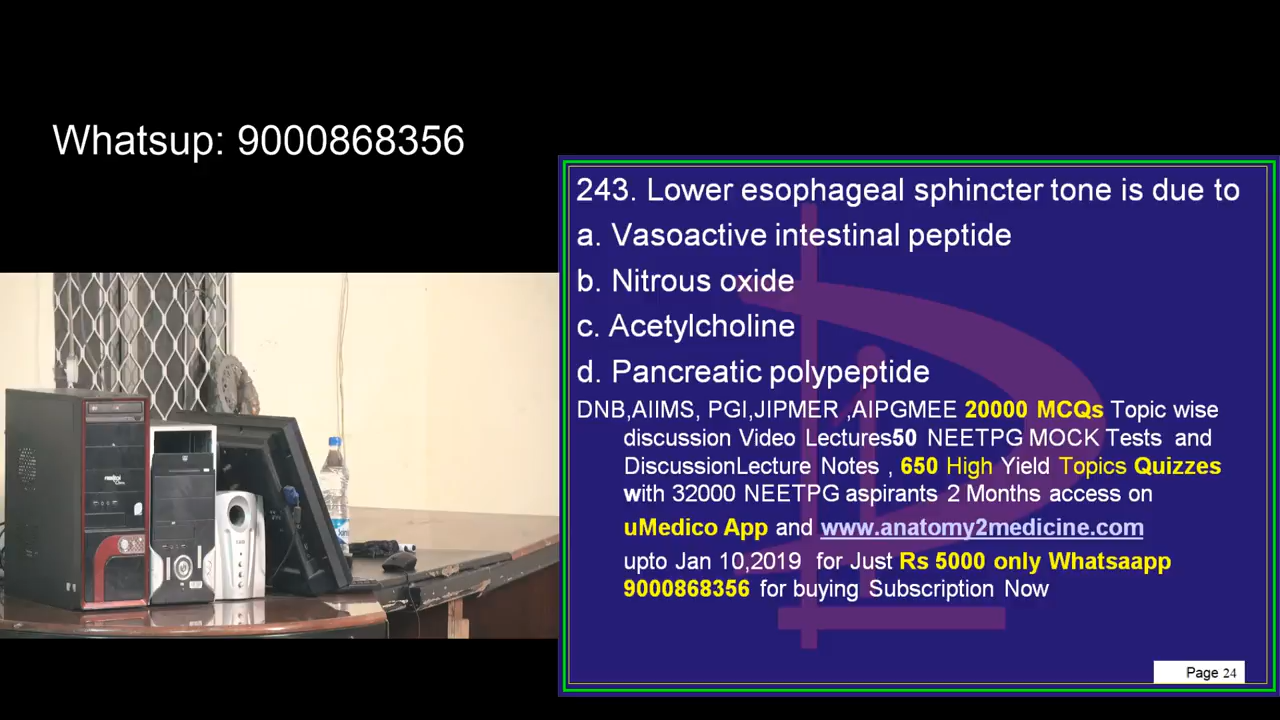 Whatsup: 9000868356
243. Lower esophageal sphincter tone is due to
a. Vasoactive intestinal peptide
b. Nitrous oxide
c. Acetylcholine
d. Pancreatic polypeptide
DNB,AIIMS, PGI,JIPMER ,AIPGMEE 20000 MCQs Topic wise
discussion Video Lectures50 NEETPG MOCK Tests and
DiscussionLecture Notes , 650 High Yield Topics Quizzes
with 32000 NEETPG aspirants 2 Months access on
uMedico App and www.anatomy2medicine.com
upto Jan 10,2019 for Just Rs 5000 only Whatsaapp
9000868356 for buying Subscription Now
Page 24